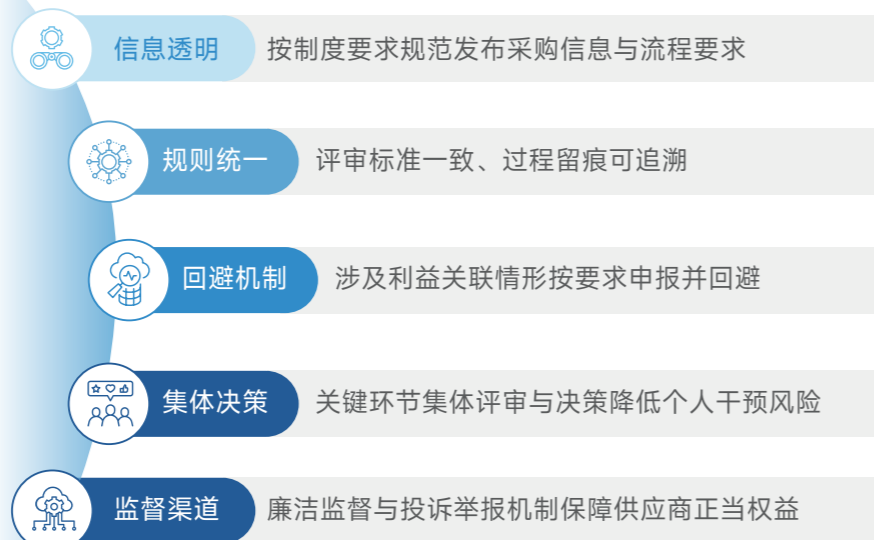 信息透明 按制度要求规范发布采购信息与流程要求
规则统一 评审标准一致、过程留痕可追溯
回避机制 涉及利益关联情形按要求申报并回避
集体决策 关键环节集体评审与决策降低个人干预风险
监督渠道 廉洁监督与投诉举报机制保障供应商正当权益